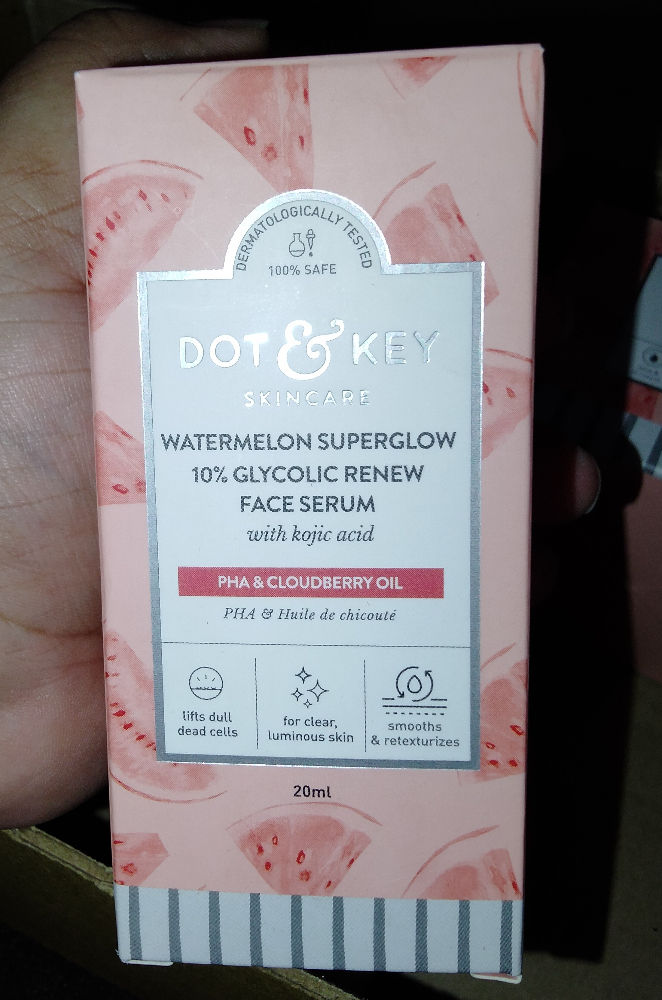 DERMATOLOGICALLY TESTED
100% SAFE
DOT & KEY
SKINCARE
WATERMELON SUPERGLOW
10% GLYCOLIC RENEW
FACE SERUM
with kojic acid
PHA & CLOUDBERRY OIL
PHA & Huile de chicouté
lifts dull
dead cells
for clear,
luminous skin
smooths
& retexturizes
20ml